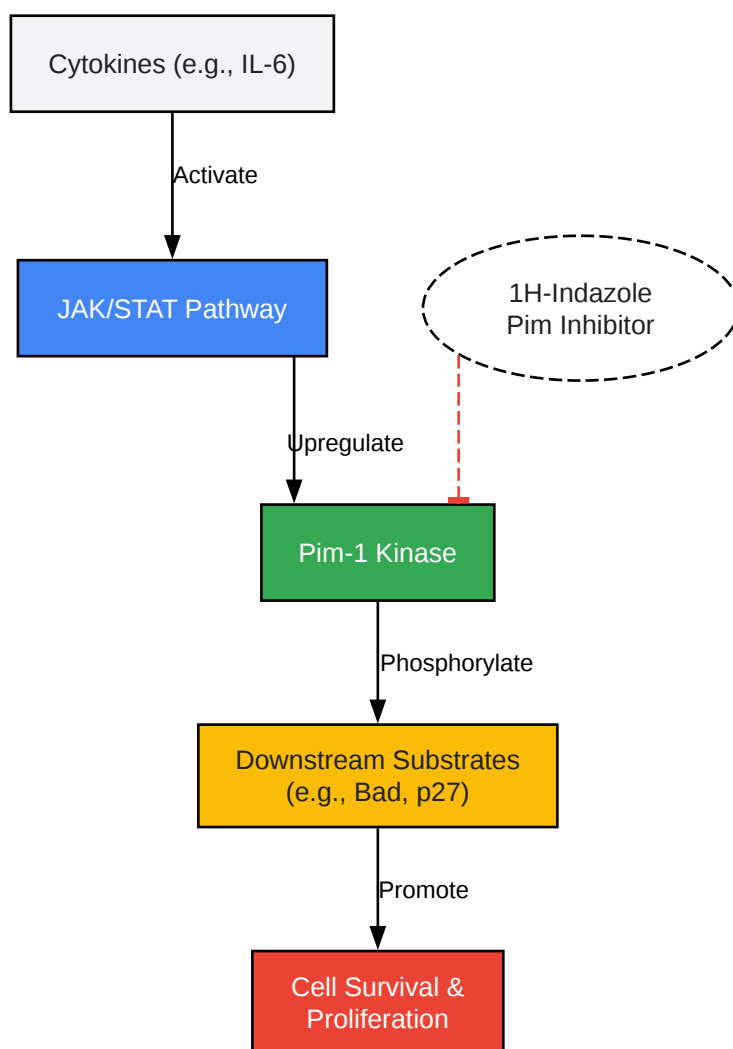 Cytokines (e.g., IL-6)
Activate
JAK/STAT Pathway
1H-Indazole
Pim Inhibitor
Upregulate
Pim-1 Kinase
Phosphorylate
Downstream Substrates
(e.g., Bad, p27)
Promote
Cell Survival &
Proliferation